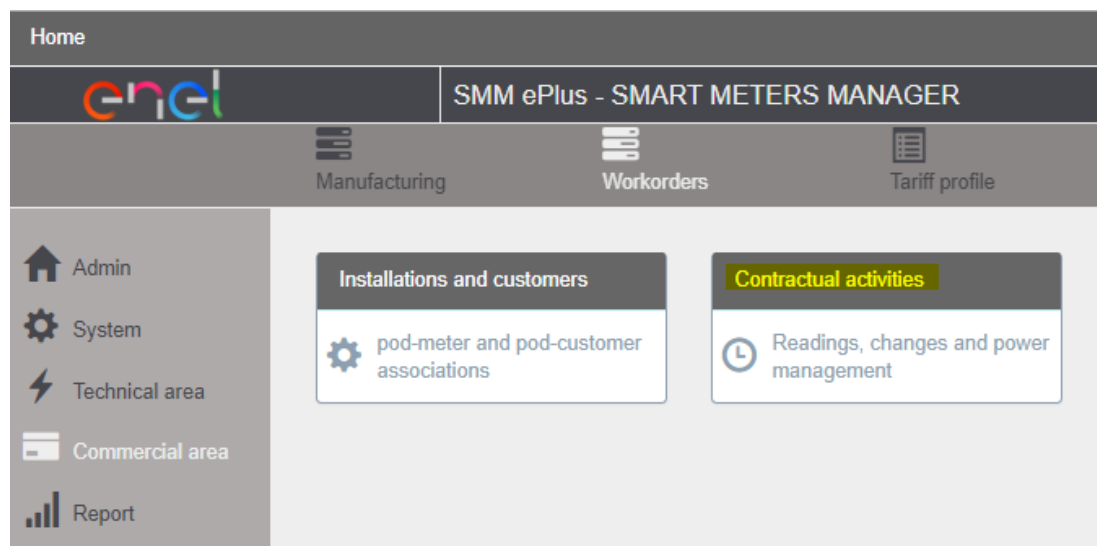 Home
enel
SMM ePlus - SMART METERS MANAGER
Manufacturing
Workorders
Tariff profile
Admin
System
Technical area
Commercial area
Report
Installations and customers
pod-meter and pod-customer
associations
Contractual activities
Readings, changes and power
management